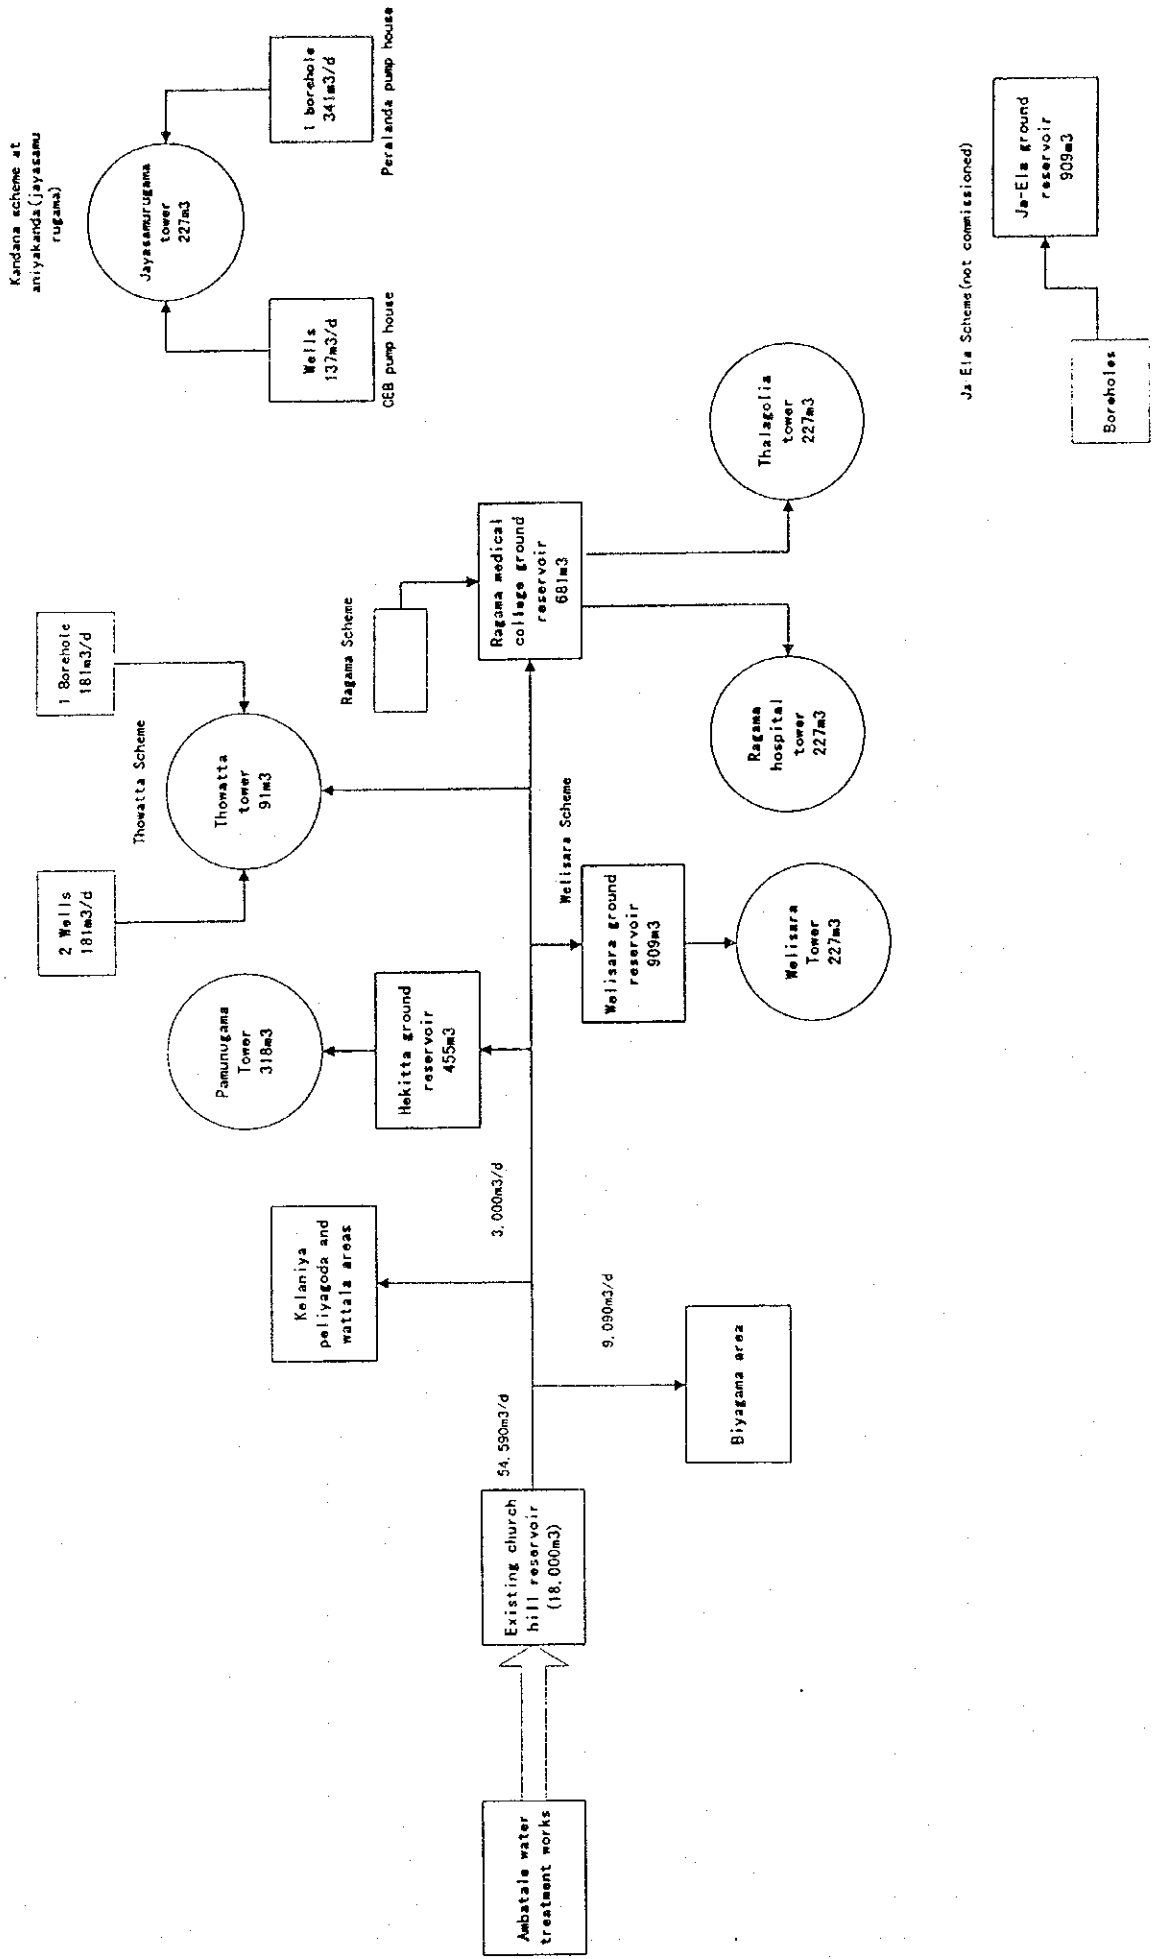 Ambatale water
treatment works
Existing church
hill reservoir
(18.000m3)
54.590m3/d
9.090m3/d
Biyagama area
Kelaniya
peliyagoda and
wattala areas
3.000m3/d
Pamunugama
Tower
318m3
Hekitta ground
reservoir
455m3
Welisara Scheme
Welisara ground
reservoir
909m3
Welisara
Tower
227m3
2 Wells
181m3/d
1 Borehole
181m3/d
Thowatta Scheme
Thowatta
tower
91m3
Ragama Scheme
Ragama medical
college ground
reservoir
681m3
Ragama
hospital
tower
227m3
Thalagolia
tower
227m3
Kandana scheme at
aniyakanda(jayasamu
rugama)
Jayasamurugama
tower
227m3
Wells
137m3/d
CEB pump house
1 borehole
341m3/d
Peralanda pump house
Ja-Ela Scheme(not commissioned)
Boreholes
Ja-Ela ground
reservoir
909m3